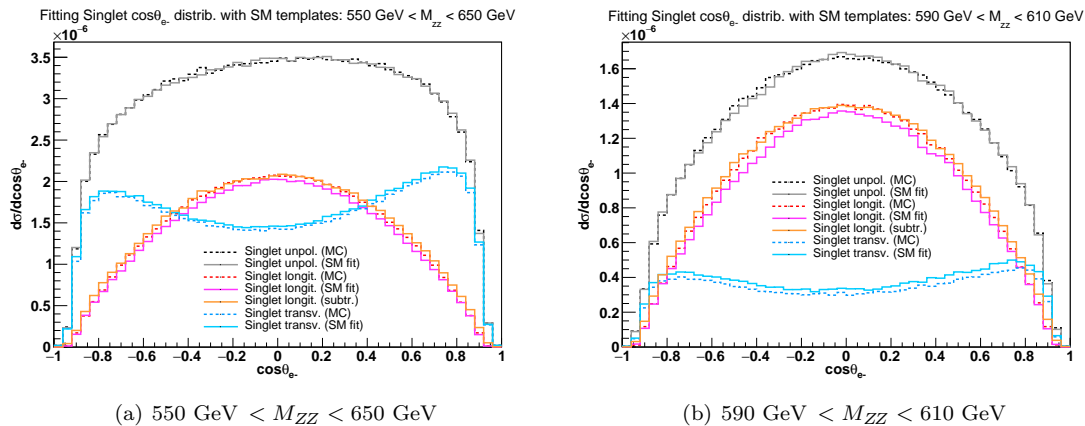 Fitting Singlet cosθe- distrib. with SM templates: 550 GeV < Mzz < 650 GeV
×10⁻⁶
3.5
3
2.5
2
1.5
1
0.5
0
dσ/dcosθe-
Singlet unpol. (MC)
Singlet unpol. (SM fit)
Singlet longit. (MC)
Singlet longit. (SM fit)
Singlet longit. (subtr.)
Singlet transv. (MC)
Singlet transv. (SM fit)
−1 −0.8 −0.6 −0.4 −0.2 0 0.2 0.4 0.6 0.8 1
cosθe-
(a) 550 GeV < MZZ < 650 GeV
Fitting Singlet cosθe- distrib. with SM templates: 590 GeV < Mzz < 610 GeV
×10⁻⁶
1.6
1.4
1.2
1
0.8
0.6
0.4
0.2
0
dσ/dcosθe-
Singlet unpol. (MC)
Singlet unpol. (SM fit)
Singlet longit. (MC)
Singlet longit. (SM fit)
Singlet longit. (subtr.)
Singlet transv. (MC)
Singlet transv. (SM fit)
−1 −0.8 −0.6 −0.4 −0.2 0 0.2 0.4 0.6 0.8 1
cosθe-
(b) 590 GeV < MZZ < 610 GeV